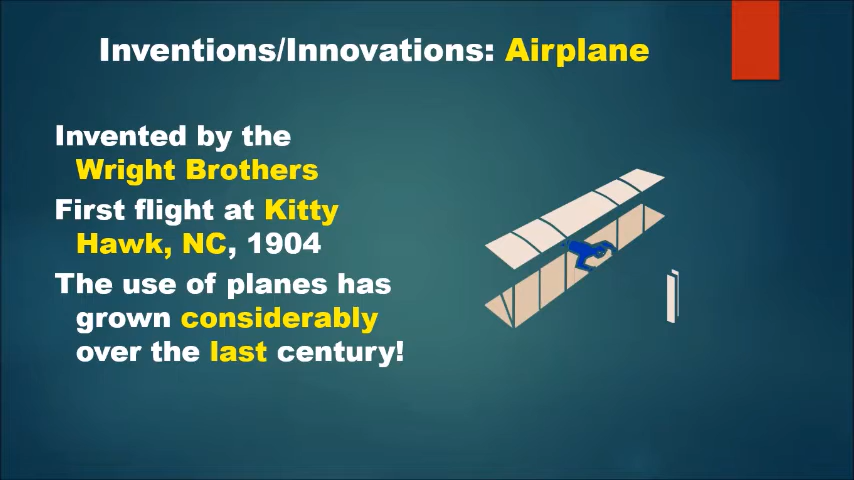 Inventions/Innovations: Airplane
Invented by the
Wright Brothers
First flight at Kitty
Hawk, NC, 1904
The use of planes has
grown considerably
over the last century!